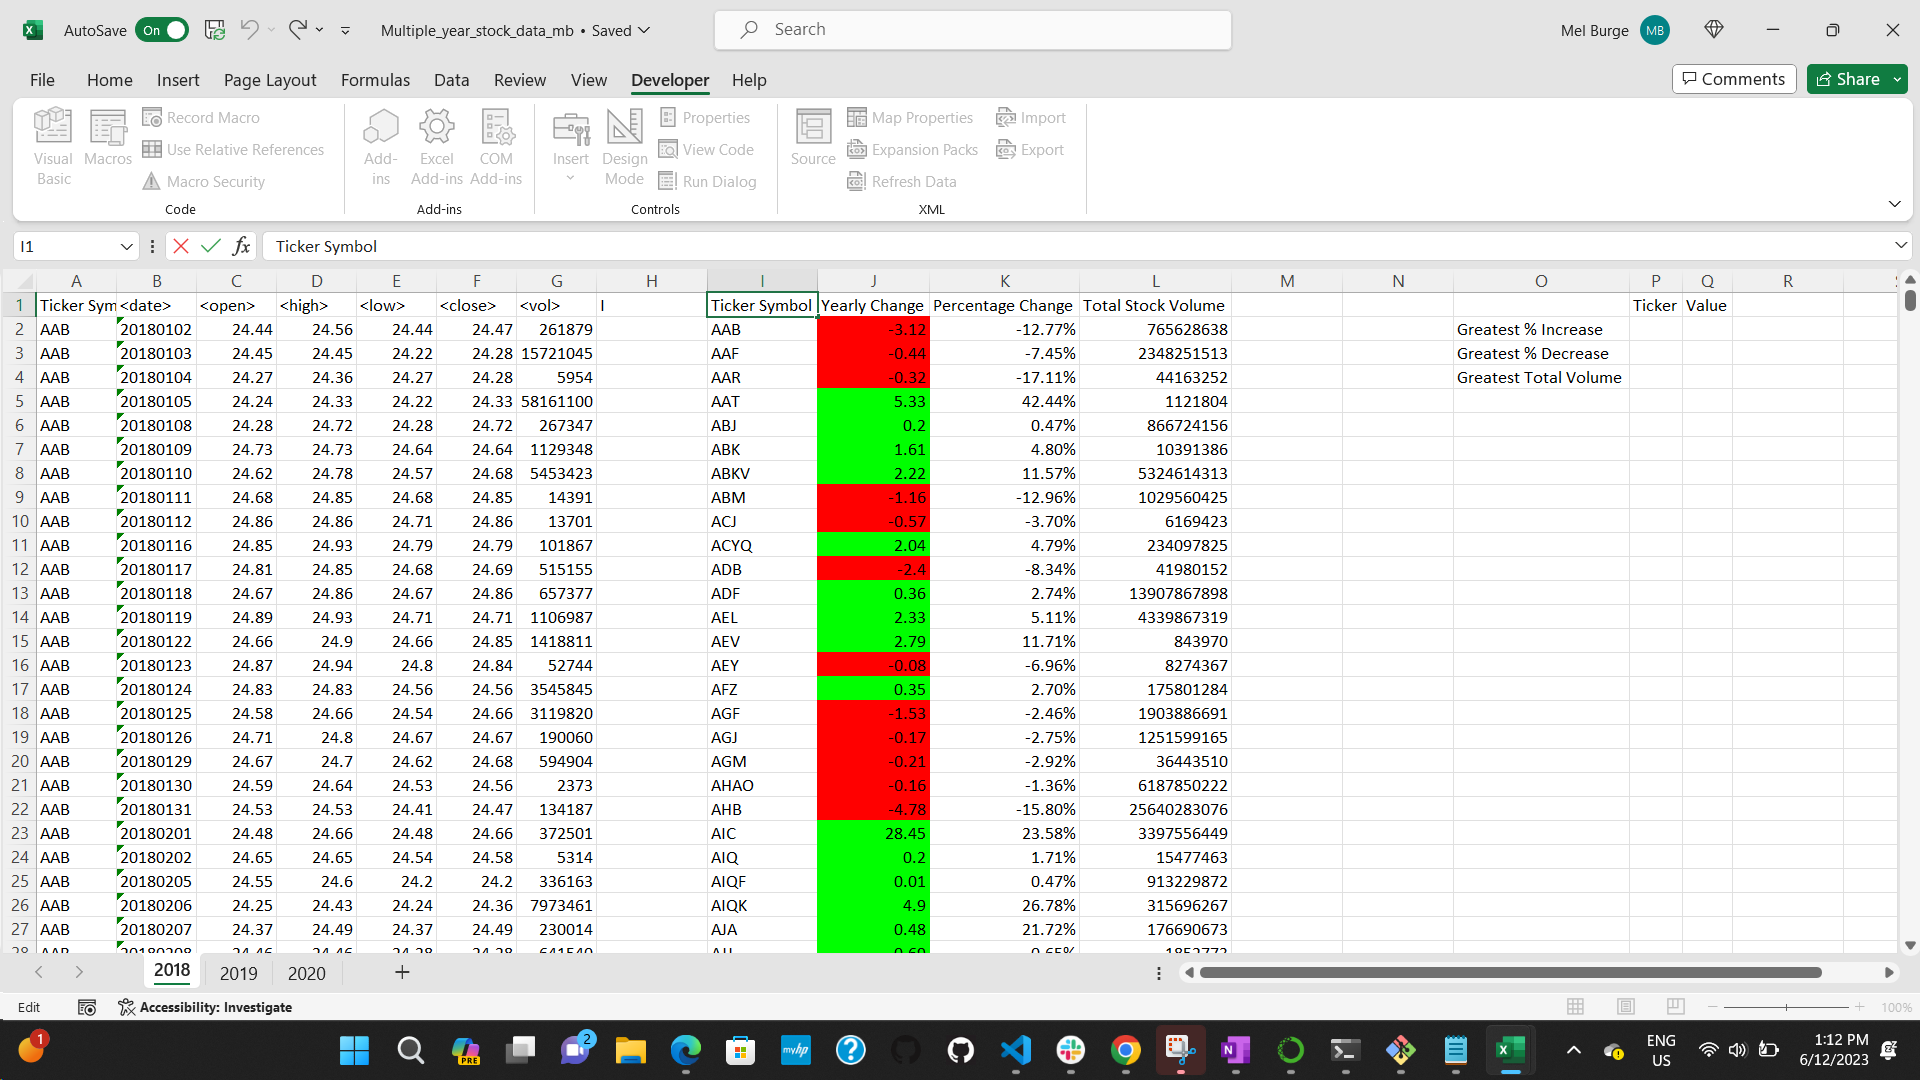 AutoSave On Multiple_year_stock_data_mb • Saved Search Mel Burge MB
File Home Insert Page Layout Formulas Data Review View Developer Help Comments Share
Visual Basic Macros Record Macro Use Relative References Macro Security Code
Add-ins Excel Add-ins COM Add-ins Add-ins
Insert Design Mode Properties View Code Run Dialog Controls
Source Map Properties Expansion Packs Refresh Data Import Export XML
I1 fx Ticker Symbol
A B C D E F G H I J K L M N O P Q R
1 Ticker Sym <date> <open> <high> <low> <close> <vol> I Ticker Symbol Yearly Change Percentage Change Total Stock Volume Ticker Value
2 AAB 20180102 24.44 24.56 24.44 24.47 261879 AAB -3.12 -12.77% 765628638 Greatest % Increase
3 AAB 20180103 24.45 24.45 24.22 24.28 15721045 AAF -0.44 -7.45% 2348251513 Greatest % Decrease
4 AAB 20180104 24.27 24.36 24.27 24.28 5954 AAR -0.32 -17.11% 44163252 Greatest Total Volume
5 AAB 20180105 24.24 24.33 24.22 24.33 58161100 AAT 5.33 42.44% 1121804
6 AAB 20180108 24.28 24.72 24.28 24.72 267347 ABJ 0.2 0.47% 866724156
7 AAB 20180109 24.73 24.73 24.64 24.64 1129348 ABK 1.61 4.80% 10391386
8 AAB 20180110 24.62 24.78 24.57 24.68 5453423 ABKV 2.22 11.57% 5324614313
9 AAB 20180111 24.68 24.85 24.68 24.85 14391 ABM -1.16 -12.96% 1029560425
10 AAB 20180112 24.86 24.86 24.71 24.86 13701 ACJ -0.57 -3.70% 6169423
11 AAB 20180116 24.85 24.93 24.79 24.79 101867 ACYQ 2.04 4.79% 234097825
12 AAB 20180117 24.81 24.85 24.68 24.69 515155 ADB -2.4 -8.34% 41980152
13 AAB 20180118 24.67 24.86 24.67 24.86 657377 ADF 0.36 2.74% 13907867898
14 AAB 20180119 24.89 24.93 24.71 24.71 1106987 AEL 2.33 5.11% 4339867319
15 AAB 20180122 24.66 24.9 24.66 24.85 1418811 AEV 2.79 11.71% 843970
16 AAB 20180123 24.87 24.94 24.8 24.84 52744 AEY -0.08 -6.96% 8274367
17 AAB 20180124 24.83 24.83 24.56 24.56 3545845 AFZ 0.35 2.70% 175801284
18 AAB 20180125 24.58 24.66 24.54 24.66 3119820 AGF -1.53 -2.46% 1903886691
19 AAB 20180126 24.71 24.8 24.67 24.67 190060 AGJ -0.17 -2.75% 1251599165
20 AAB 20180129 24.67 24.7 24.62 24.68 594904 AGM -0.21 -2.92% 36443510
21 AAB 20180130 24.59 24.64 24.53 24.56 2373 AHAO -0.16 -1.36% 6187850222
22 AAB 20180131 24.53 24.53 24.41 24.47 134187 AHB -4.78 -15.80% 25640283076
23 AAB 20180201 24.48 24.66 24.48 24.66 372501 AIC 28.45 23.58% 3397556449
24 AAB 20180202 24.65 24.65 24.54 24.58 5314 AIQ 0.2 1.71% 15477463
25 AAB 20180205 24.55 24.6 24.2 24.2 336163 AIQF 0.01 0.47% 913229872
26 AAB 20180206 24.25 24.43 24.24 24.36 7973461 AIQK 4.9 26.78% 315696267
27 AAB 20180207 24.37 24.49 24.37 24.49 230014 AJA 0.48 21.72% 176690673
2018 2019 2020
Edit Accessibility: Investigate 100%
1 PRE 2 myhp ENG US 1:12 PM 6/12/2023